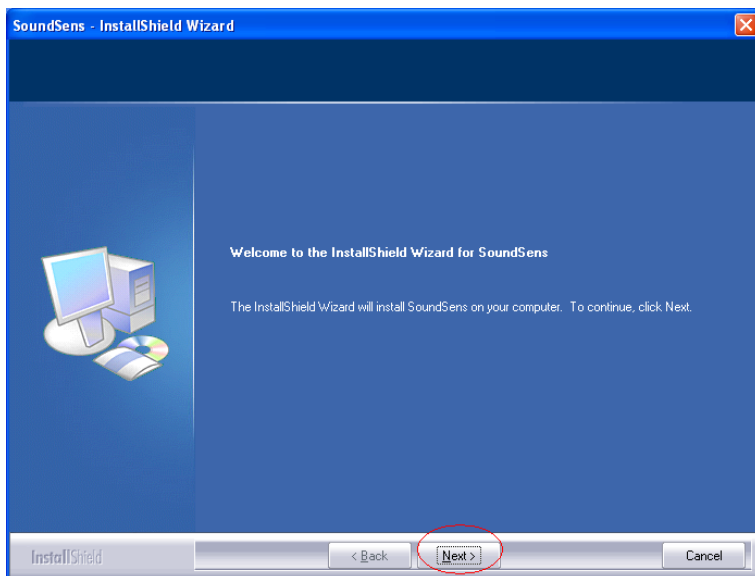 SoundSens - InstallShield Wizard
Welcome to the InstallShield Wizard for SoundSens
The InstallShield Wizard will install SoundSens on your computer. To continue, click Next.
InstallShield
< Back
Next >
Cancel